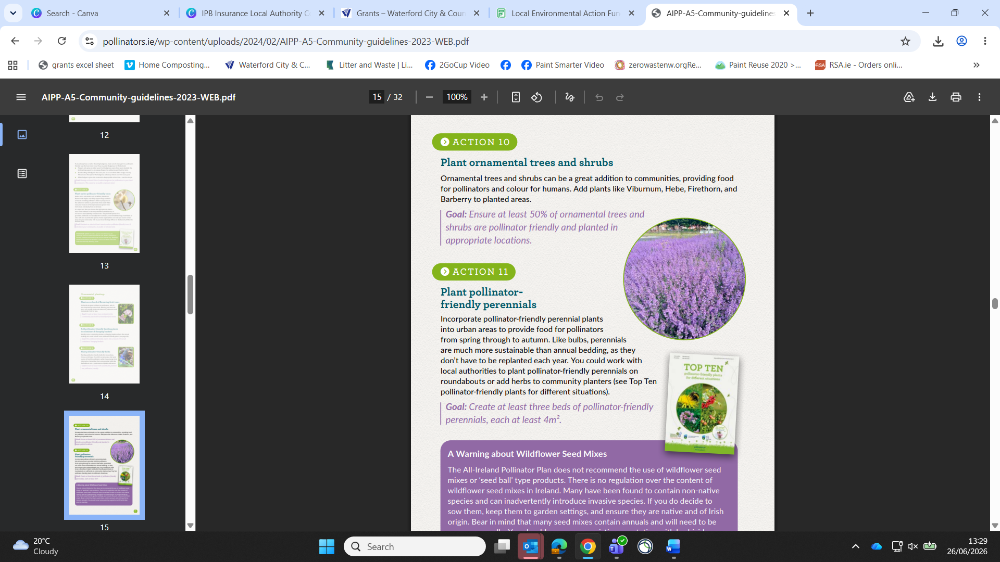 Search - Canva
IPB Insurance Local Authority C
Grants – Waterford City & Coun
Local Environmental Action Fun
AIPP-A5-Community-guidelines
pollinators.ie/wp-content/uploads/2024/02/AIPP-A5-Community-guidelines-2023-WEB.pdf
grants excel sheet
Home Composting...
Waterford City & C...
Litter and Waste | Li...
2GoCup Video
Paint Smarter Video
zerowastenw.orgRe...
Paint Reuse 2020 >...
RSA.ie - Orders onli...
AIPP-A5-Community-guidelines-2023-WEB.pdf
15 / 32
100%
12
13
14
15
ACTION 10
Plant ornamental trees and shrubs
Ornamental trees and shrubs can be a great addition to communities, providing food
for pollinators and colour for humans. Add plants like Viburnum, Hebe, Firethorn, and
Barberry to planted areas.
Goal: Ensure at least 50% of ornamental trees and
shrubs are pollinator friendly and planted in
appropriate locations.
ACTION 11
Plant pollinator-
friendly perennials
Incorporate pollinator-friendly perennial plants
into urban areas to provide food for pollinators
from spring through to autumn. Like bulbs, perennials
are much more sustainable than annual bedding, as they
don't have to be replanted each year. You could work with
local authorities to plant pollinator-friendly perennials on
roundabouts or add herbs to community planters (see Top Ten
pollinator-friendly plants for different situations).
Goal: Create at least three beds of pollinator-friendly
perennials, each at least 4m².
TOP TEN
pollinator-friendly plants
for different situations
A Warning about Wildflower Seed Mixes
The All-Ireland Pollinator Plan does not recommend the use of wildflower seed
mixes or 'seed ball' type products. There is no regulation over the content of
wildflower seed mixes in Ireland. Many have been found to contain non-native
species and can inadvertently introduce invasive species. If you do decide to
sow them, keep them to garden settings, and ensure they are native and of Irish
origin. Bear in mind that many seed mixes contain annuals and will need to be
20°C
Cloudy
Search
13:29
26/06/2026